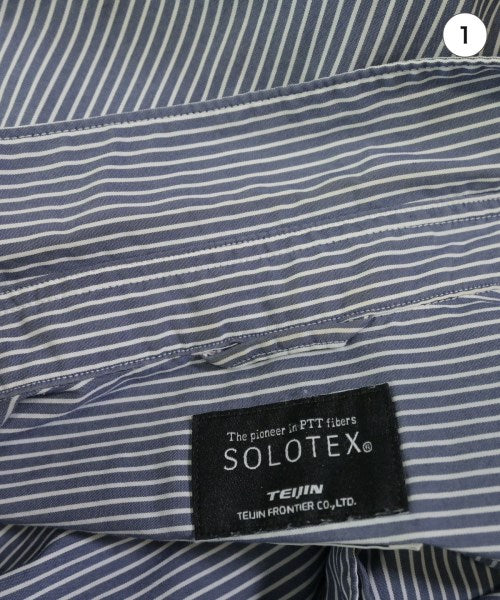 1
The pioneer in PTT fibers
SOLOTEX®
TEIJIN
TEIJIN FRONTIER CO.,LTD.